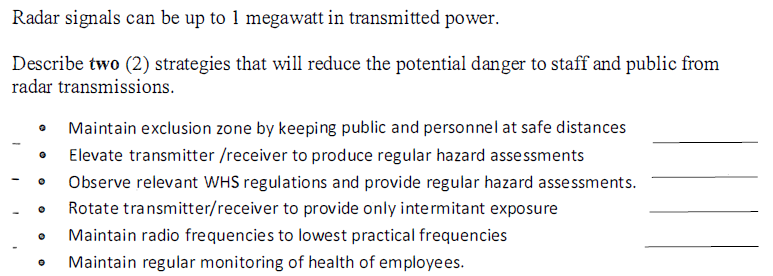 Radar signals can be up to 1 megawatt in transmitted power.
Describe two (2) strategies that will reduce the potential danger to staff and public from
radar transmissions.
• Maintain exclusion zone by keeping public and personnel at safe distances
• Elevate transmitter /receiver to produce regular hazard assessments
• Observe relevant WHS regulations and provide regular hazard assessments.
• Rotate transmitter/receiver to provide only intermitant exposure
• Maintain radio frequencies to lowest practical frequencies
• Maintain regular monitoring of health of employees.